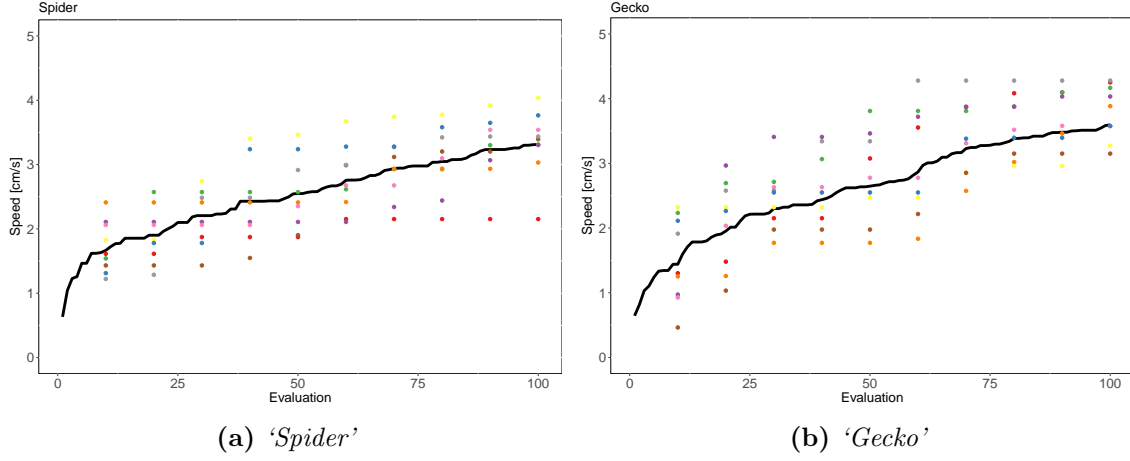 Spider
5
4
3
2
1
0
Speed [cm/s]
0 25 50 75 100
Evaluation
(a) ‘Spider’
Gecko
5
4
3
2
1
0
Speed [cm/s]
0 25 50 75 100
Evaluation
(b) ‘Gecko’